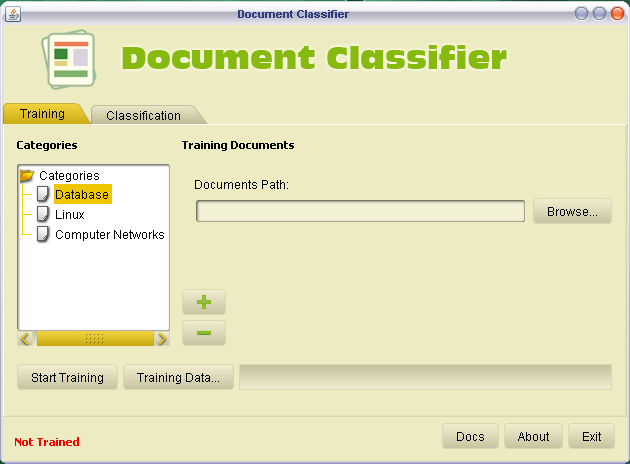 Document Classifier
Document Classifier
Training Classification
Categories Training Documents
Categories
Database
Linux
Computer Networks
Documents Path:
Browse...
Start Training Training Data...
Not Trained
Docs About Exit